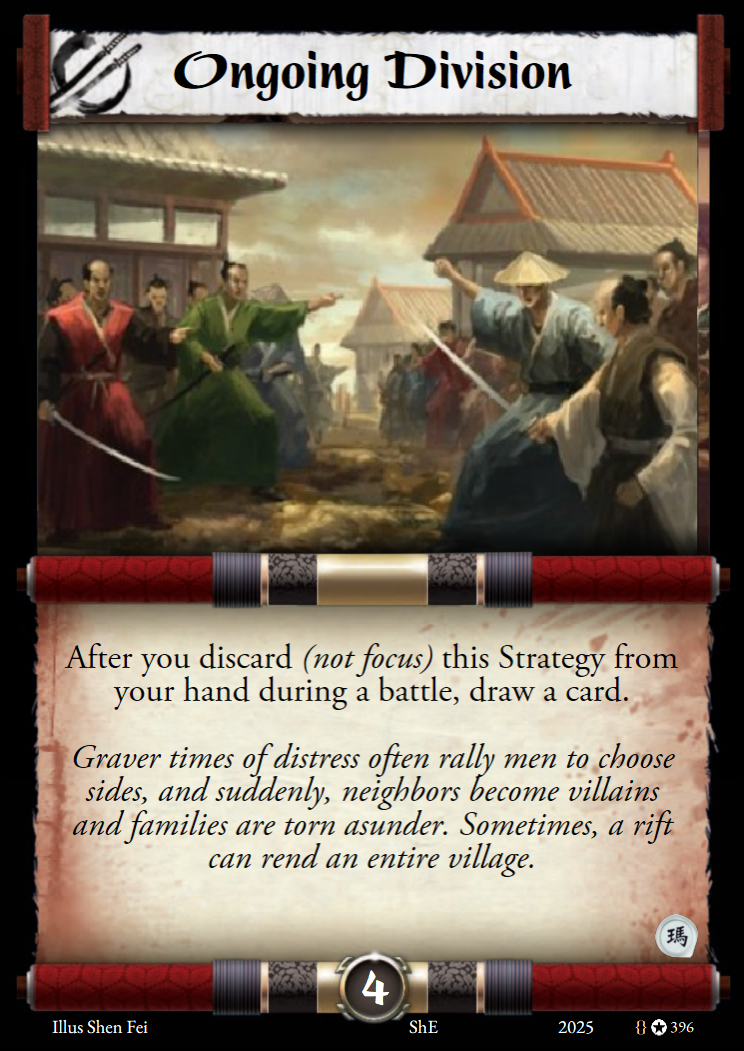 Ongoing Division
After you discard (not focus) this Strategy from
your hand during a battle, draw a card.
Graver times of distress often rally men to choose
sides, and suddenly, neighbors become villains
and families are torn asunder. Sometimes, a rift
can rend an entire village.
瑪
4
Illus Shen Fei ShE 2025 {} 396